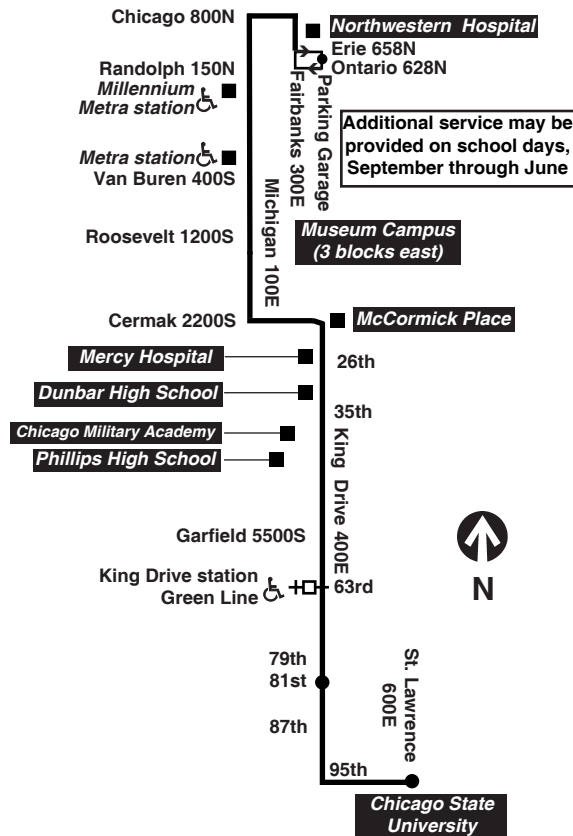 Chicago 800N
Northwestern Hospital
Erie 658N
Ontario 628N
Randolph 150N
Millennium
Metra station
Parking Garage
Fairbanks 300E
Additional service may be
provided on school days,
September through June
Metra station
Van Buren 400S
Michigan 100E
Roosevelt 1200S
Museum Campus
(3 blocks east)
Cermak 2200S
McCormick Place
Mercy Hospital
26th
Dunbar High School
35th
Chicago Military Academy
Phillips High School
King Drive 400E
Garfield 5500S
King Drive station
Green Line
63rd
N
79th
81st
St. Lawrence
600E
87th
95th
Chicago State
University